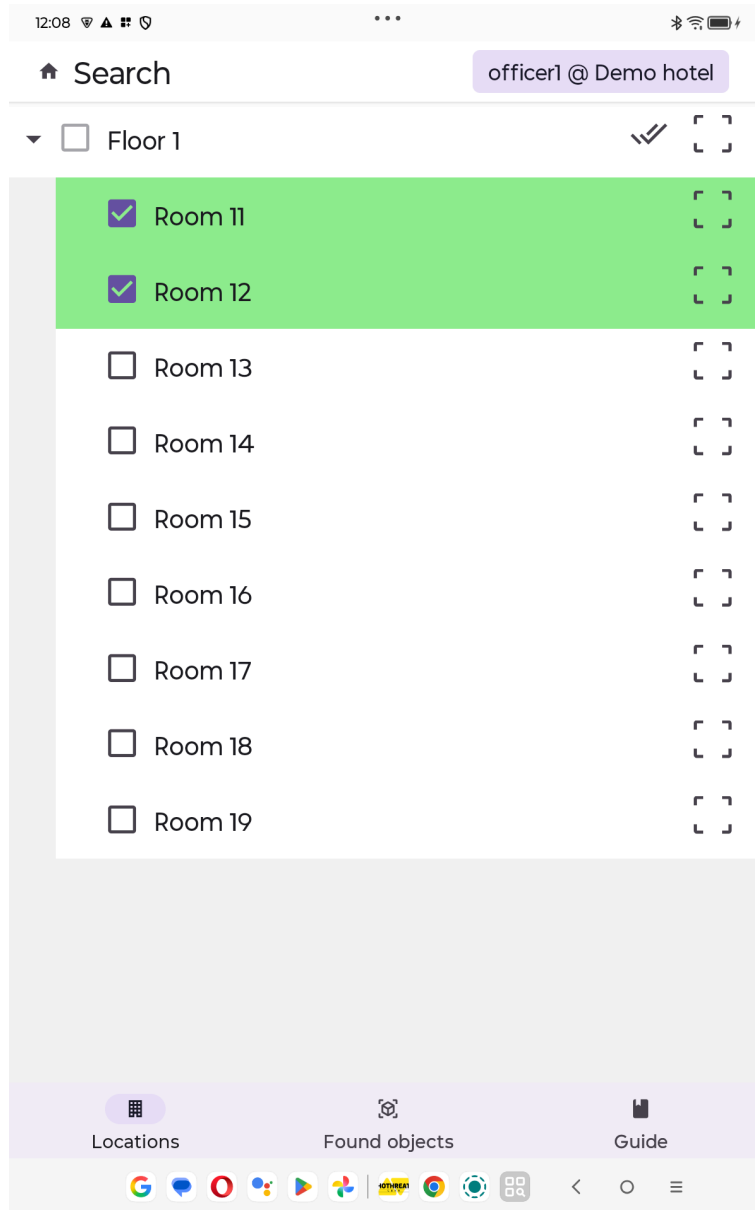 12:08
Search
officer1 @ Demo hotel
Floor 1
Room 11
Room 12
Room 13
Room 14
Room 15
Room 16
Room 17
Room 18
Room 19
Locations
Found objects
Guide